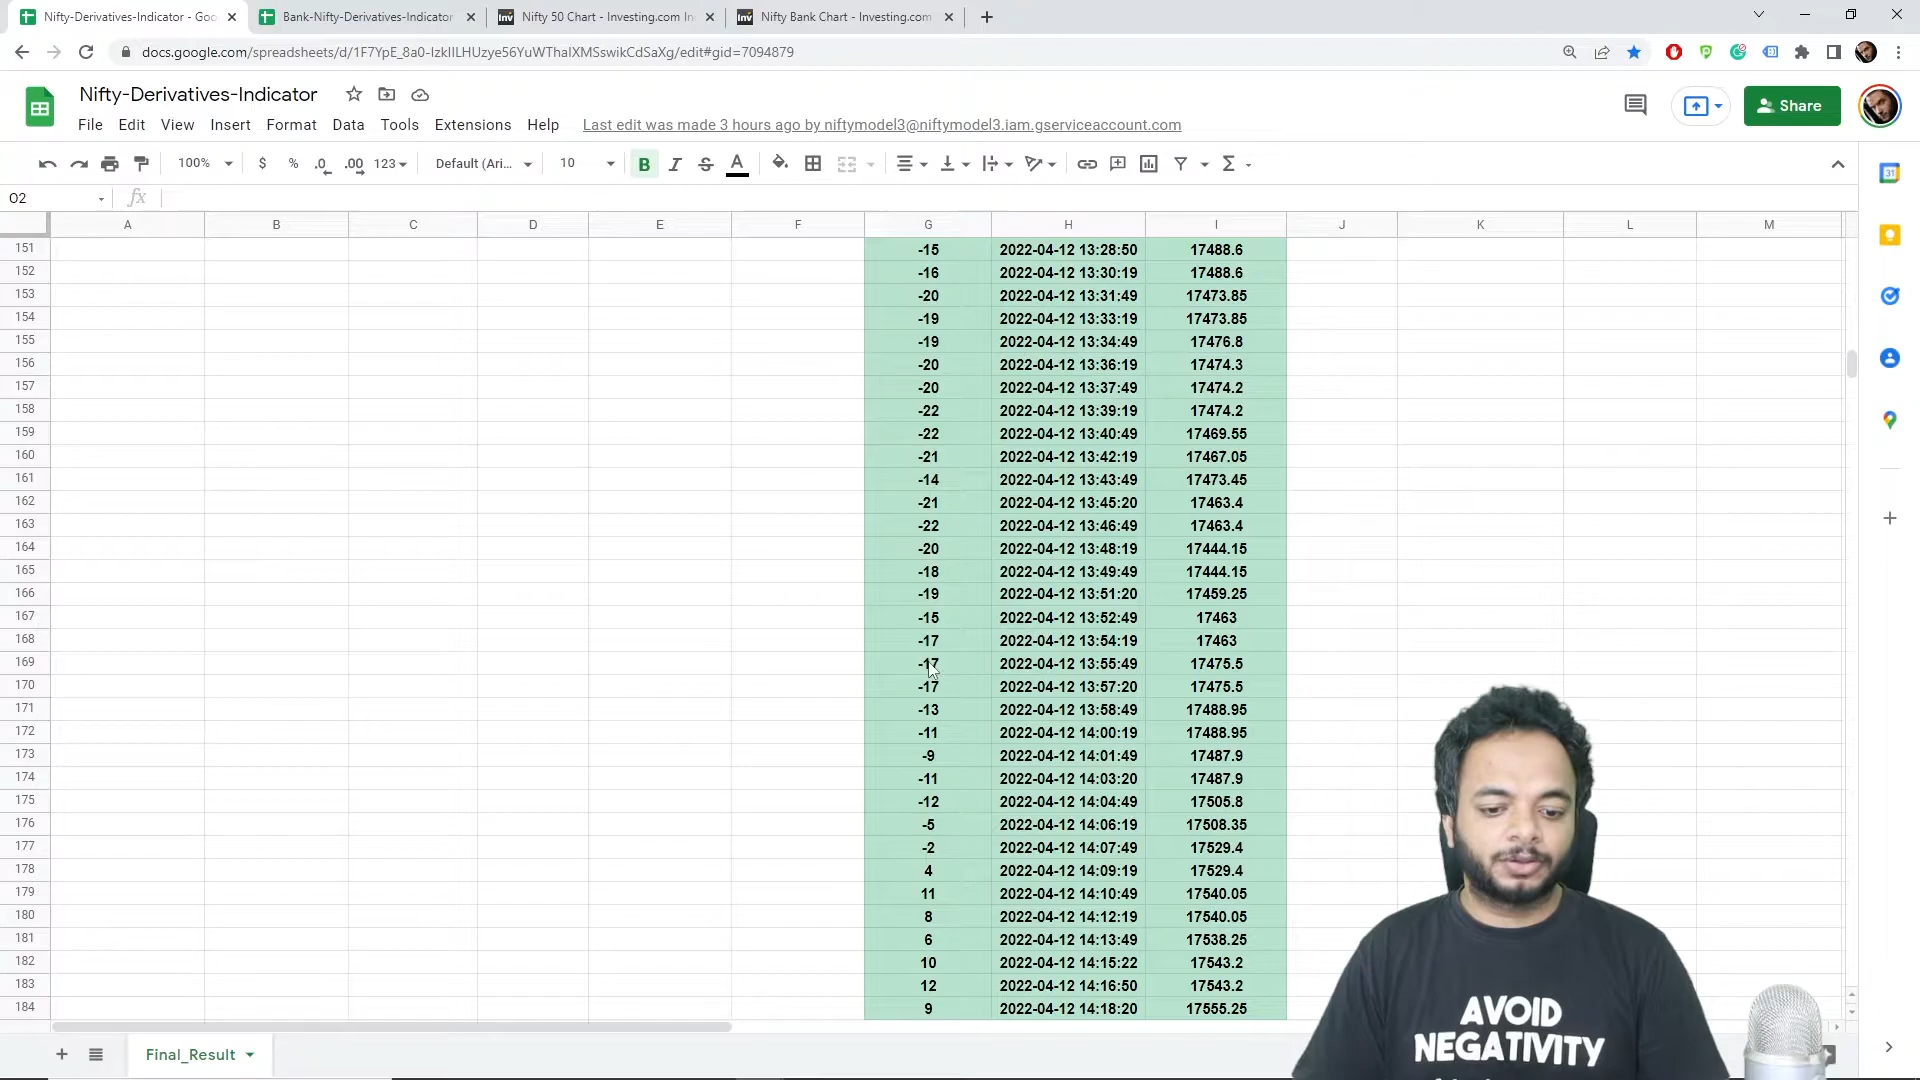 Nifty-Derivatives-Indicator - Goo
Bank-Nifty-Derivatives-Indicator
Nifty 50 Chart - Investing.com In
Nifty Bank Chart - Investing.com
docs.google.com/spreadsheets/d/1F7YpE_8a0-IzkIILHUzye56YuWThaIXMSswikCdSaXg/edit#gid=7094879
Nifty-Derivatives-Indicator
Share
File Edit View Insert Format Data Tools Extensions Help Last edit was made 3 hours ago by niftymodel3@niftymodel3.iam.gserviceaccount.com
100% $ % .0 .00 123 Default (Ari... 10 B I S A Σ
31
O2 fx
A B C D E F G H I J K L M
151 -15 2022-04-12 13:28:50 17488.6
152 -16 2022-04-12 13:30:19 17488.6
153 -20 2022-04-12 13:31:49 17473.85
154 -19 2022-04-12 13:33:19 17473.85
155 -19 2022-04-12 13:34:49 17476.8
156 -20 2022-04-12 13:36:19 17474.3
157 -20 2022-04-12 13:37:49 17474.2
158 -22 2022-04-12 13:39:19 17474.2
159 -22 2022-04-12 13:40:49 17469.55
160 -21 2022-04-12 13:42:19 17467.05
161 -14 2022-04-12 13:43:49 17473.45
162 -21 2022-04-12 13:45:20 17463.4
163 -22 2022-04-12 13:46:49 17463.4
164 -20 2022-04-12 13:48:19 17444.15
165 -18 2022-04-12 13:49:49 17444.15
166 -19 2022-04-12 13:51:20 17459.25
167 -15 2022-04-12 13:52:49 17463
168 -17 2022-04-12 13:54:19 17463
169 -17 2022-04-12 13:55:49 17475.5
170 -17 2022-04-12 13:57:20 17475.5
171 -13 2022-04-12 13:58:49 17488.95
172 -11 2022-04-12 14:00:19 17488.95
173 -9 2022-04-12 14:01:49 17487.9
174 -11 2022-04-12 14:03:20 17487.9
175 -12 2022-04-12 14:04:49 17505.8
176 -5 2022-04-12 14:06:19 17508.35
177 -2 2022-04-12 14:07:49 17529.4
178 4 2022-04-12 14:09:19 17529.4
179 11 2022-04-12 14:10:49 17540.05
180 8 2022-04-12 14:12:19 17540.05
181 6 2022-04-12 14:13:49 17538.25
182 10 2022-04-12 14:15:22 17543.2
183 12 2022-04-12 14:16:50 17543.2
184 9 2022-04-12 14:18:20 17555.25
AVOID
NEGATIVITY
Final_Result